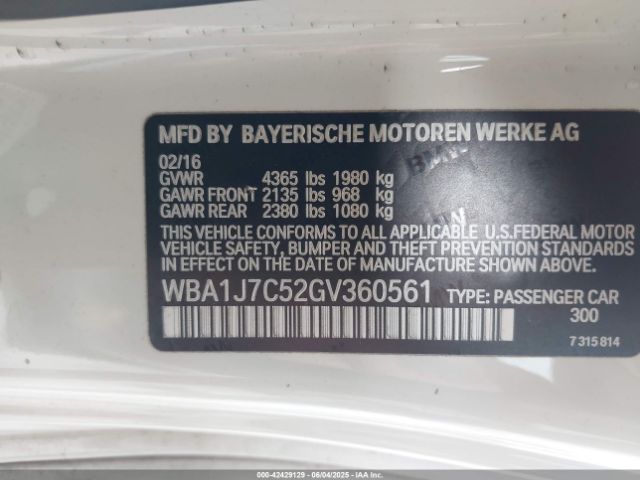 MFD BY BAYERISCHE MOTOREN WERKE AG
02/16
GVWR 4365 lbs 1980 kg
GAWR FRONT 2135 lbs 968 kg
GAWR REAR 2380 lbs 1080 kg
THIS VEHICLE CONFORMS TO ALL APPLICABLE U.S.FEDERAL MOTOR
VEHICLE SAFETY, BUMPER AND THEFT PREVENTION STANDARDS
IN EFFECT ON THE DATE OF MANUFACTURE SHOWN ABOVE.
WBA1J7C52GV360561 TYPE: PASSENGER CAR
300
7 315 814
000-42429129 - 06/04/2025 - IAAI COPYRIGHT